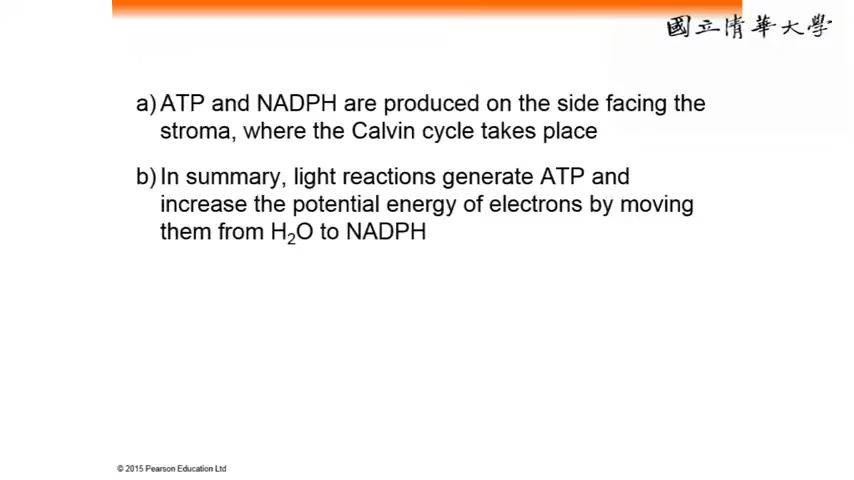 國立清華大學
a) ATP and NADPH are produced on the side facing the
stroma, where the Calvin cycle takes place
b) In summary, light reactions generate ATP and
increase the potential energy of electrons by moving
them from H₂O to NADPH
© 2015 Pearson Education Ltd